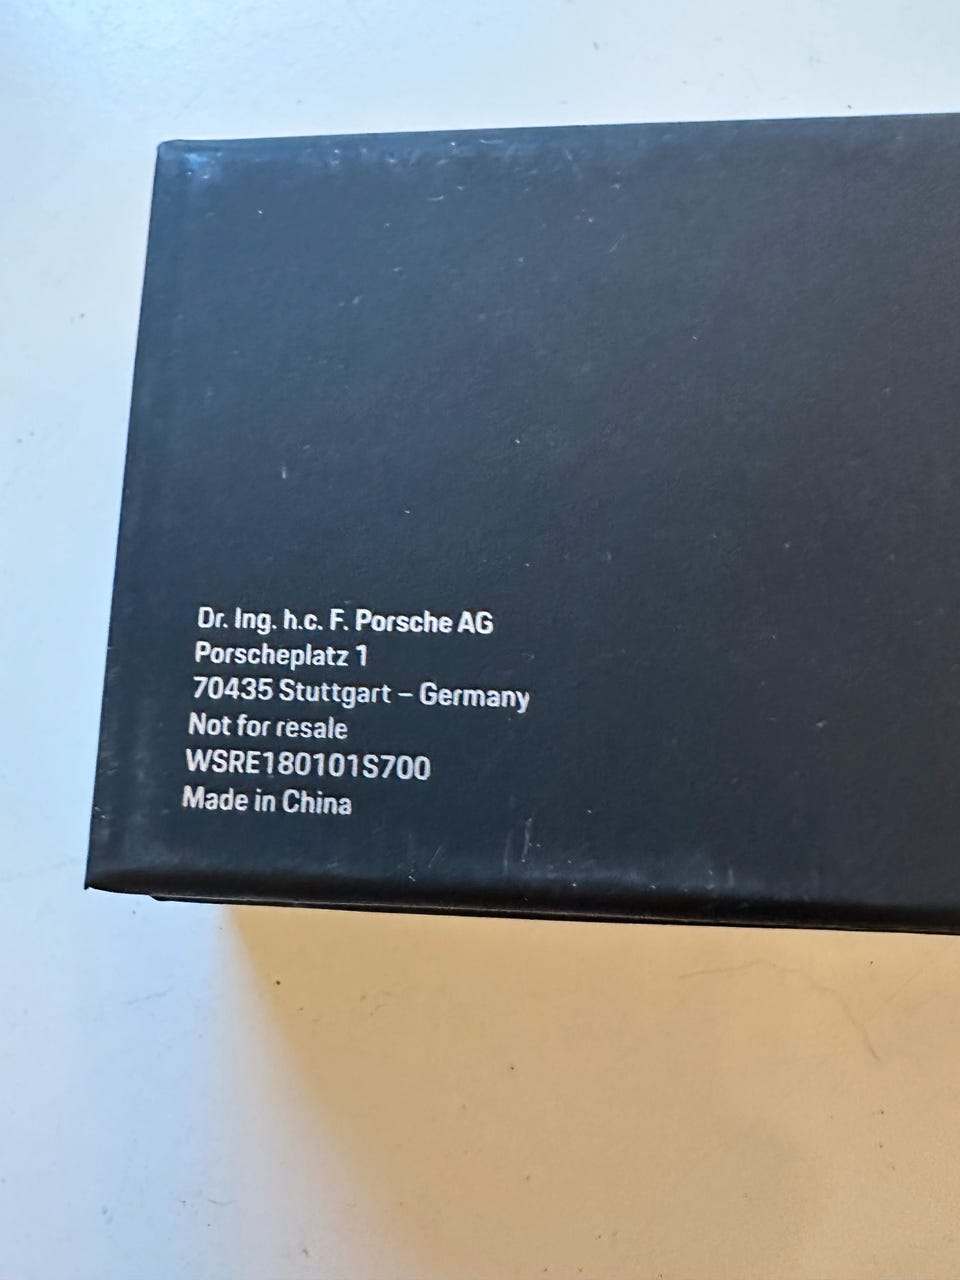 Dr. Ing. h.c. F. Porsche AG
Porscheplatz 1
70435 Stuttgart – Germany
Not for resale
WSRE180101S700
Made in China